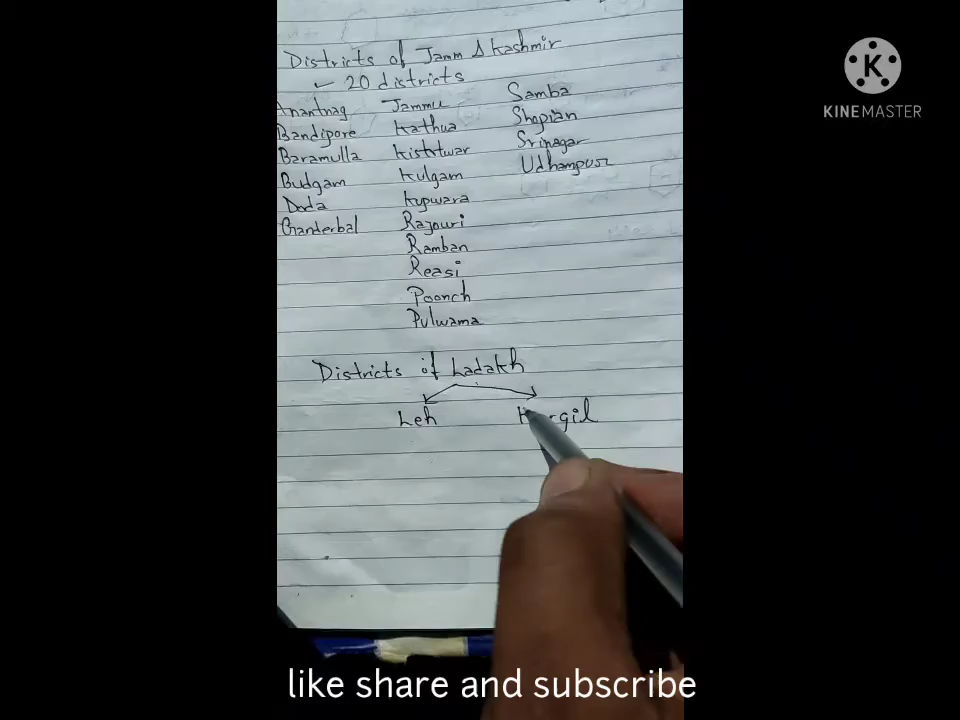 Districts of Jamm & Kashmir
20 districts
Anantnag Jammu Samba
Bandipore Kathua Shopian
Baramulla Kishtwar Srinagar
Budgam Kulgam Udhampur
Doda Kupwara
Ganderbal Rajouri
Ramban
Reasi
Poonch
Pulwama
Districts of Ladakh
Leh
K
KINEMASTER
like share and subscribe